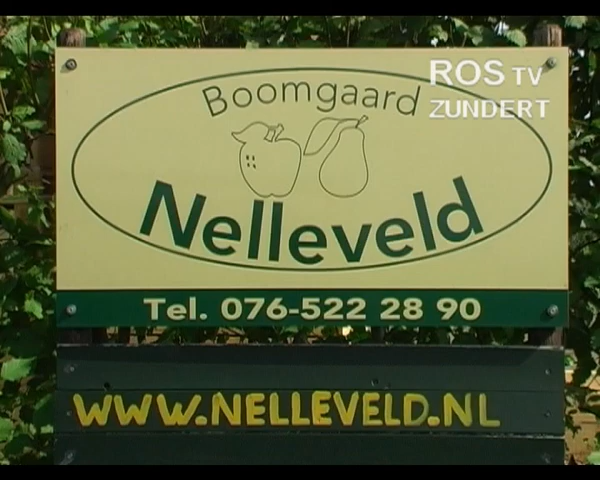 ROS TV
ZUNDERT
Boomgaard
Nelleveld
Tel. 076-522 28 90
WWW.NELLEVELD.NL